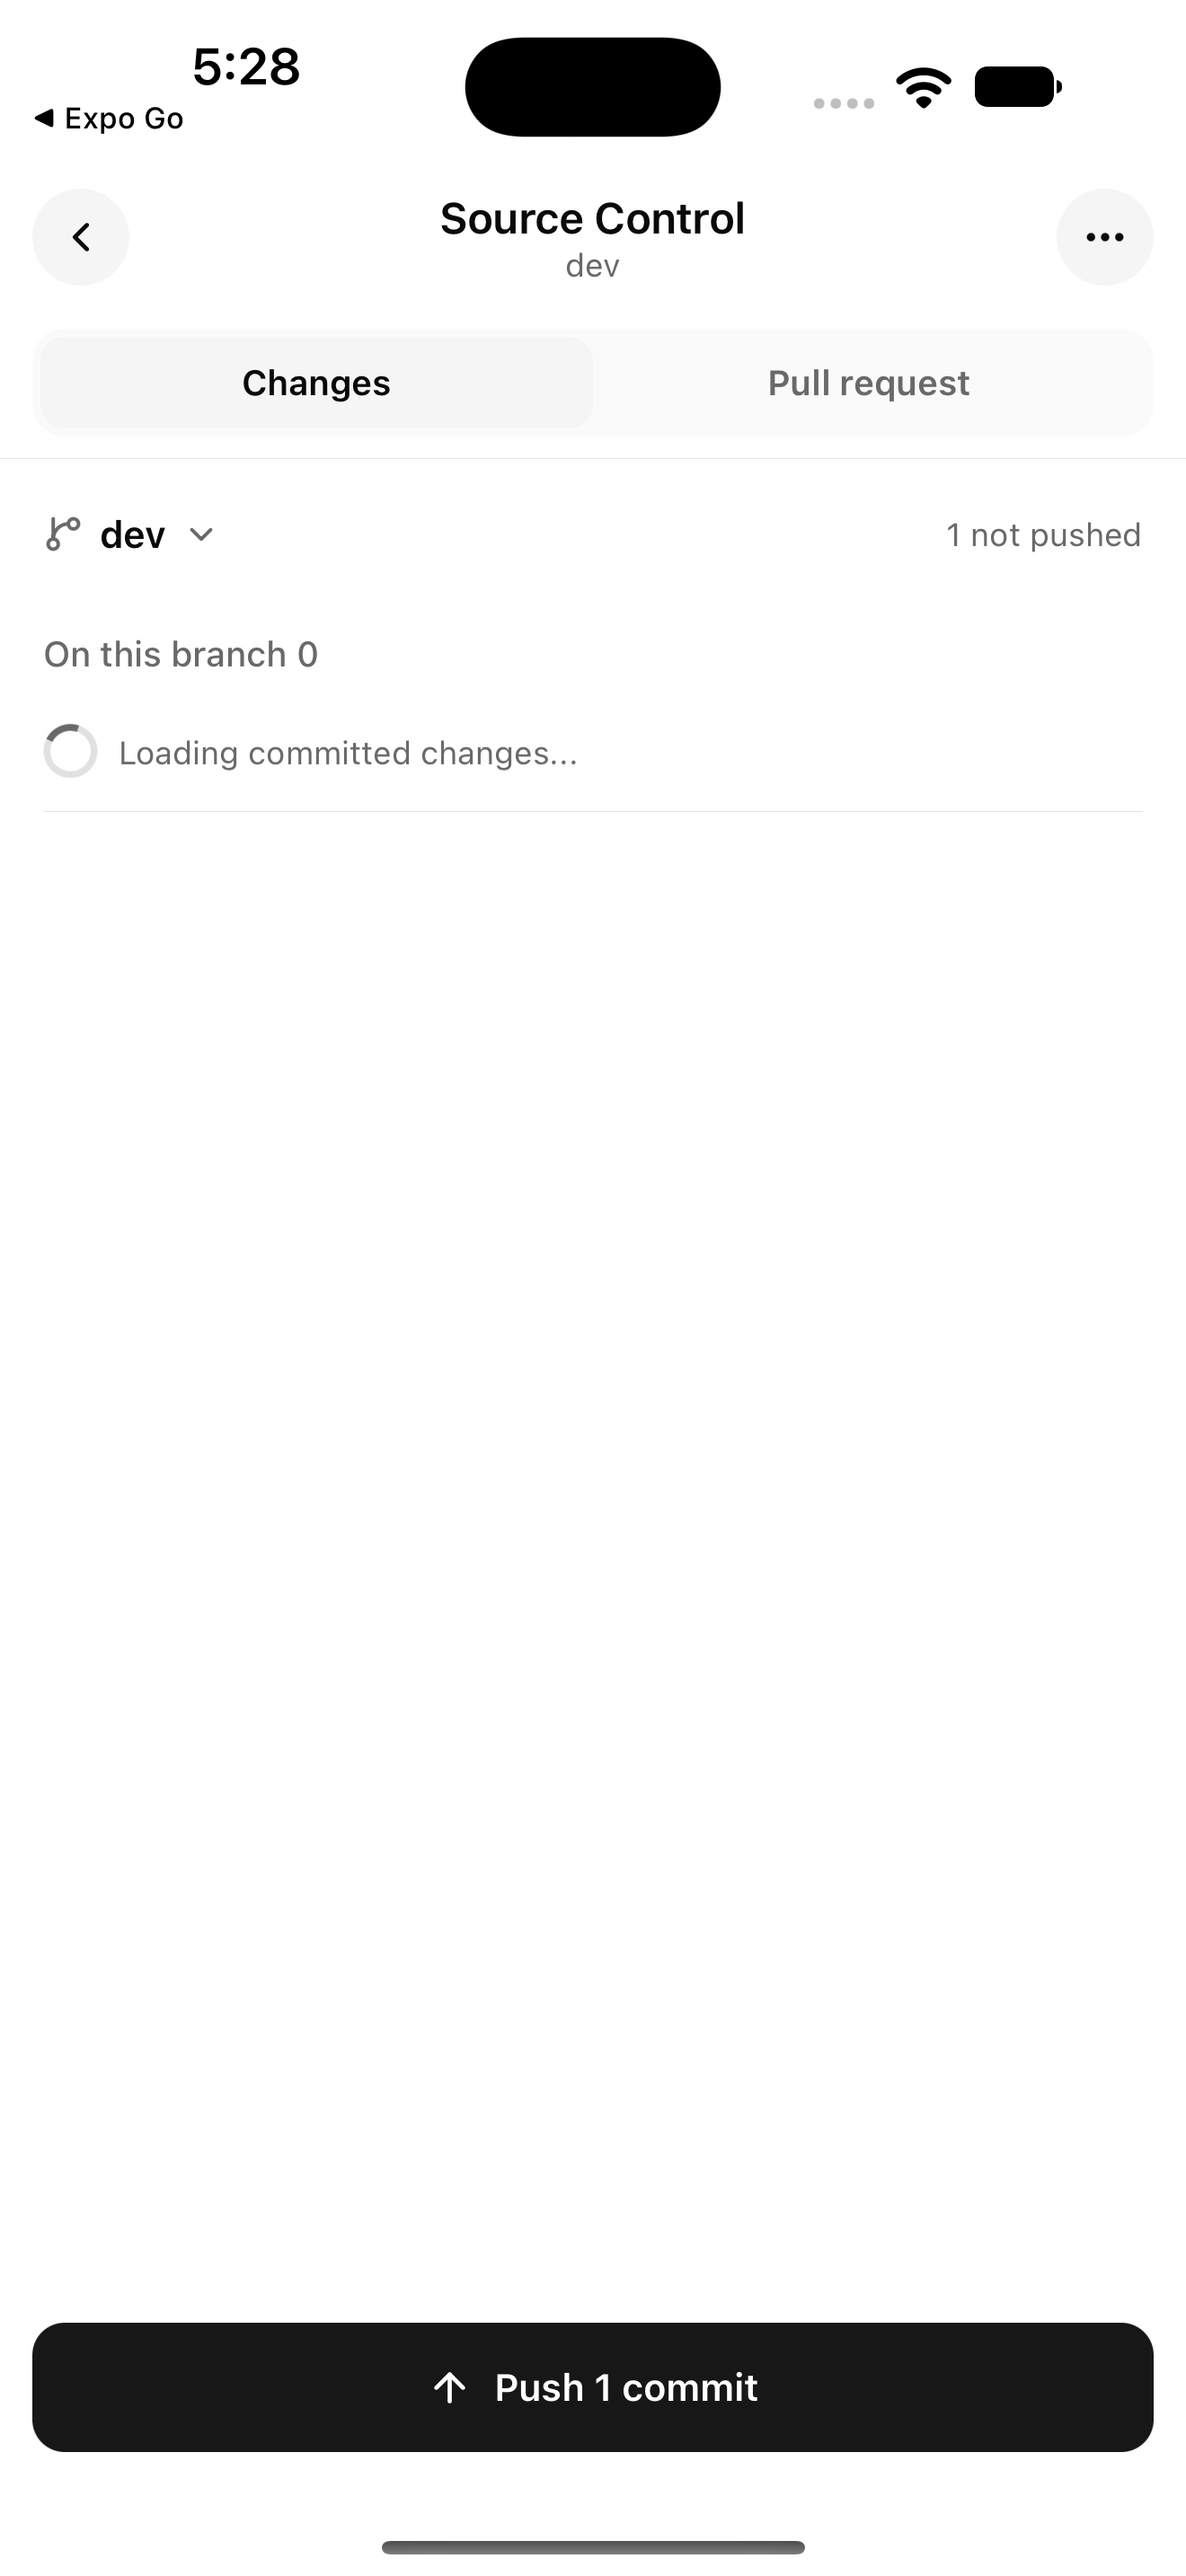 5:28
Expo Go
Source Control
dev
Changes
Pull request
dev
1 not pushed
On this branch 0
Loading committed changes...
Push 1 commit